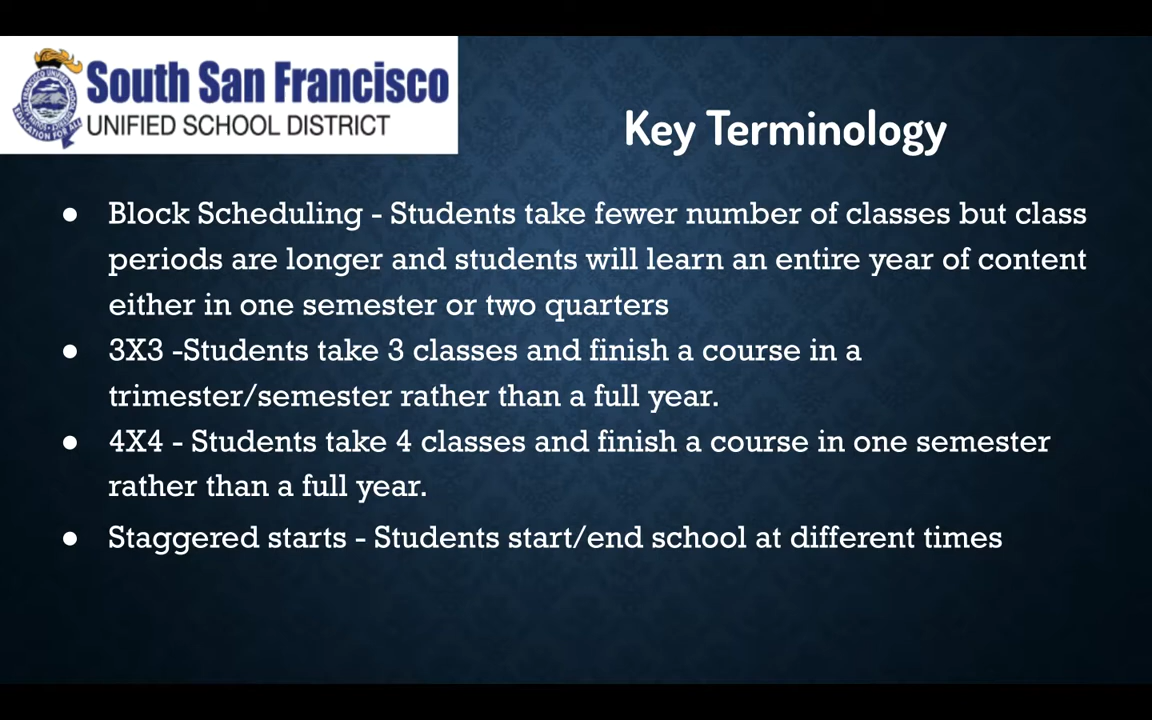 South San Francisco
UNIFIED SCHOOL DISTRICT
Key Terminology
● Block Scheduling - Students take fewer number of classes but class
periods are longer and students will learn an entire year of content
either in one semester or two quarters
● 3X3 -Students take 3 classes and finish a course in a
trimester/semester rather than a full year.
● 4X4 - Students take 4 classes and finish a course in one semester
rather than a full year.
● Staggered starts - Students start/end school at different times